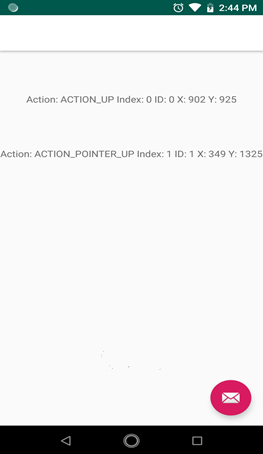 2:44 PM
Action: ACTION_UP Index: 0 ID: 0 X: 902 Y: 925
Action: ACTION_POINTER_UP Index: 1 ID: 1 X: 349 Y: 1325